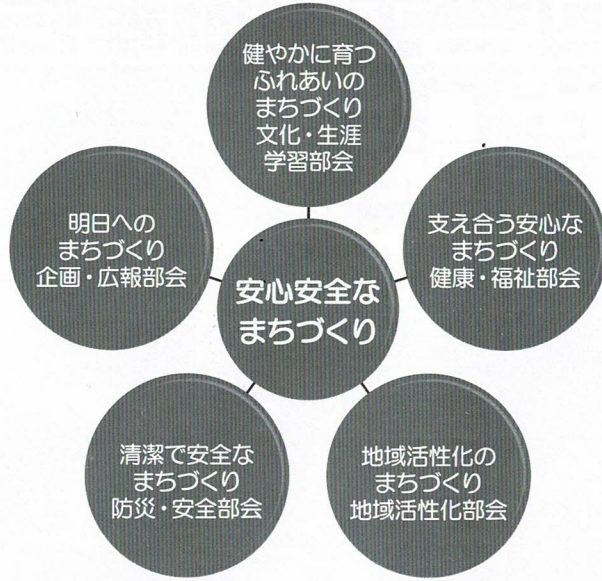 健やかに育つ
ふれあいの
まちづくり
文化・生涯
学習部会
明日への
まちづくり
企画・広報部会
支え合う安心な
まちづくり
健康・福祉部会
安心安全な
まちづくり
清潔で安全な
まちづくり
防災・安全部会
地域活性化の
まちづくり
地域活性化部会